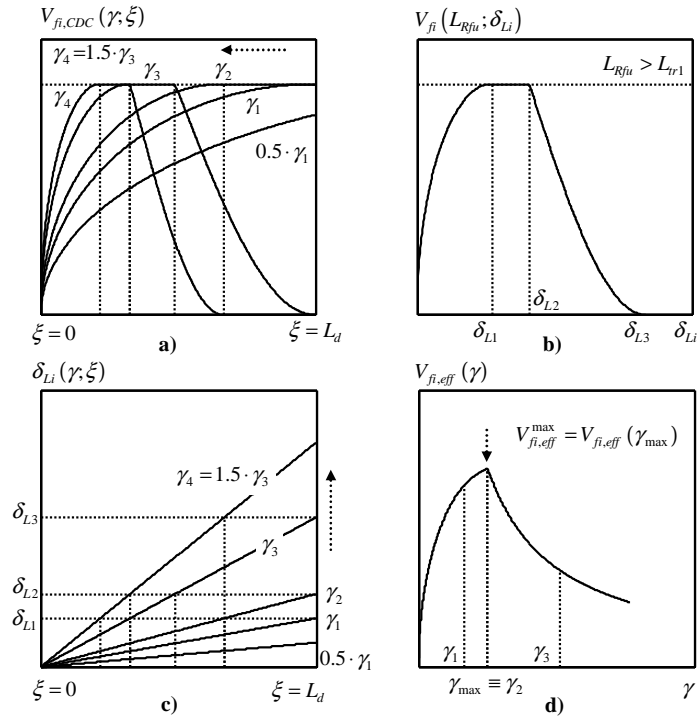 V_{fi,CDC}(γ;ξ)
γ_4 = 1.5·γ_3
γ_4
γ_3
γ_2
γ_1
0.5·γ_1
ξ = 0
ξ = L_d
a)
V_{fi}(L_{Rfu};δ_{Li})
L_{Rfu} > L_{tr1}
δ_{L1}
δ_{L2}
δ_{L3}
δ_{Li}
b)
δ_{Li}(γ;ξ)
γ_4 = 1.5·γ_3
δ_{L3}
γ_3
δ_{L2}
γ_2
δ_{L1}
γ_1
0.5·γ_1
ξ = 0
ξ = L_d
c)
V_{fi,eff}(γ)
V_{fi,eff}^{max} = V_{fi,eff}(γ_{max})
γ_1
γ_3
γ_{max} ≡ γ_2
γ
d)